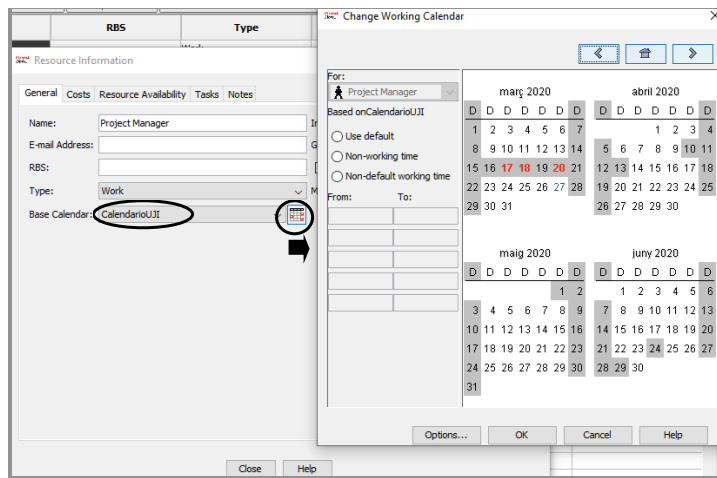 RBS Type
Resource Information
General Costs Resource Availability Tasks Notes
Name: Project Manager
E-mail Address:
RBS:
Type: Work
Base Calendar: CalendarioUJI
Close Help
Change Working Calendar
For:
Project Manager
Based onCalendarioUJI
Use default
Non-working time
Non-default working time
From: To:
març 2020
D D D D D D D
1 2 3 4 5 6 7
8 9 10 11 12 13 14
15 16 17 18 19 20 21
22 23 24 25 26 27 28
29 30 31
abril 2020
D D D D D D D
1 2 3 4
5 6 7 8 9 10 11
12 13 14 15 16 17 18
19 20 21 22 23 24 25
26 27 28 29 30
maig 2020
D D D D D D D
1 2
3 4 5 6 7 8 9
10 11 12 13 14 15 16
17 18 19 20 21 22 23
24 25 26 27 28 29 30
31
juny 2020
D D D D D D D
1 2 3 4 5 6
7 8 9 10 11 12 13
14 15 16 17 18 19 20
21 22 23 24 25 26 27
28 29 30
Options... OK Cancel Help